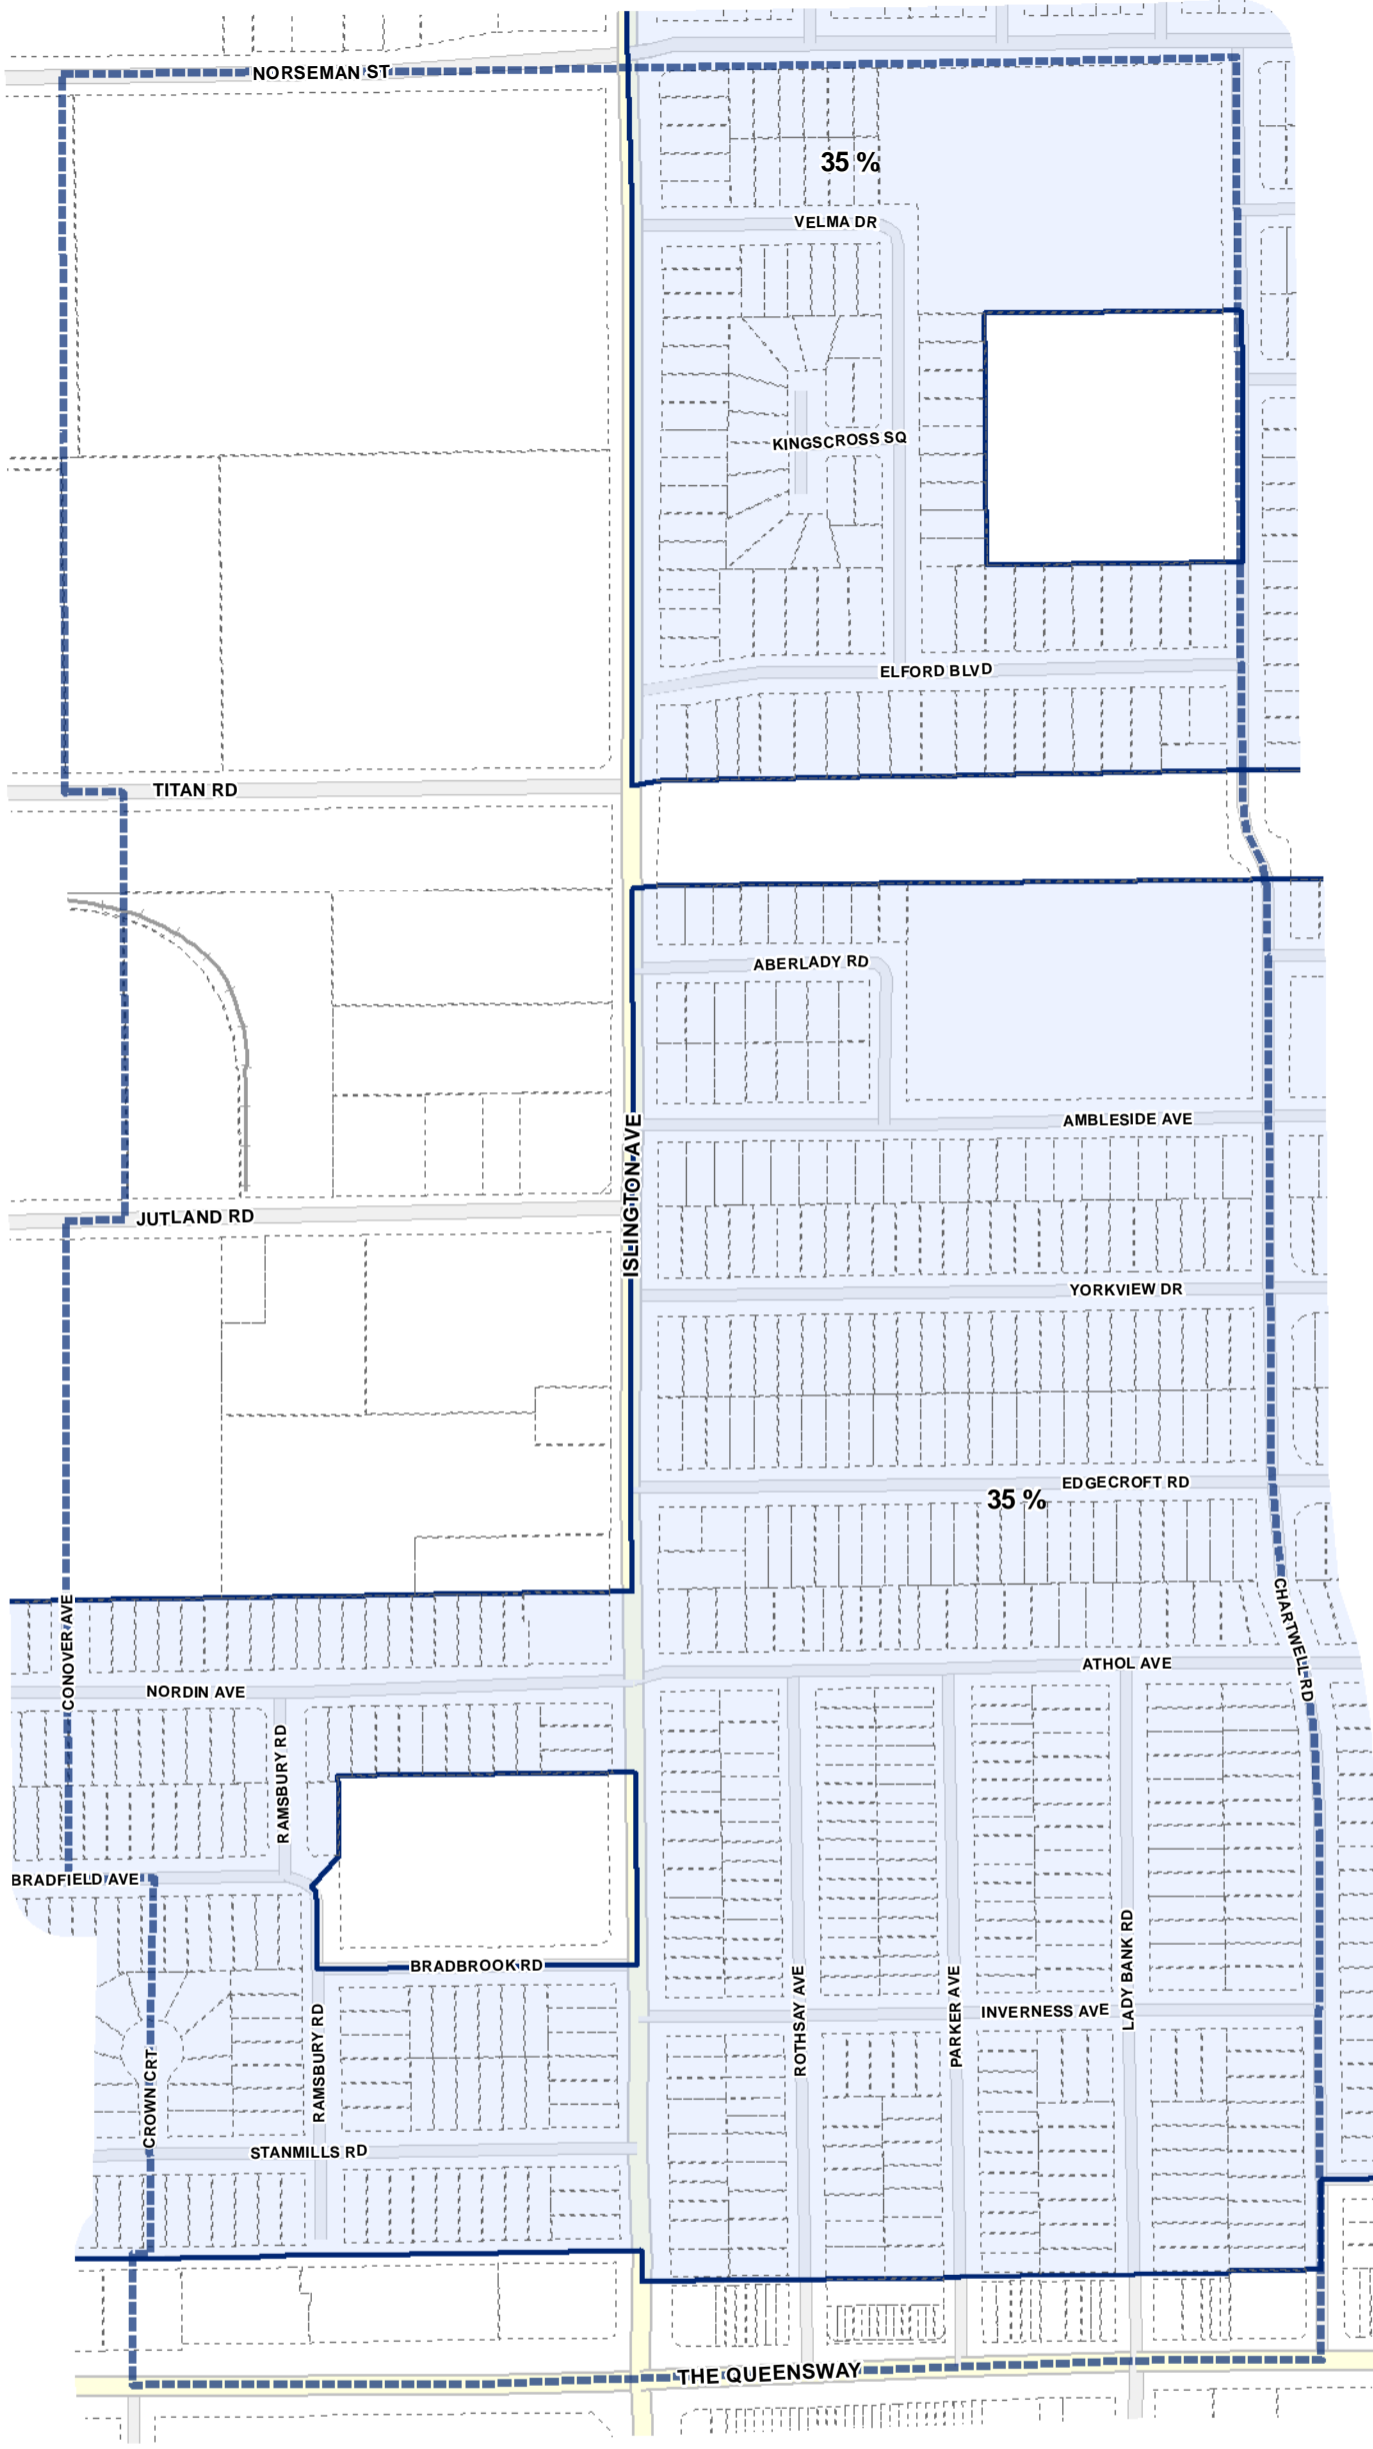 NORSEMAN ST
35 %
VELMA DR
KINGSCROSS SQ
ELFORD BLVD
TITAN RD
ABERLADY RD
AMBLESIDE AVE
ISLINGTON AVE
JUTLAND RD
YORKVIEW DR
EDGECROFT RD
35 %
CHARTWELL RD
CONOVER AVE
ATHOL AVE
NORDIN AVE
RAMSBURY RD
BRADFIELD AVE
BRADBROOK RD
LADY BANK RD
ROTHSAY AVE
PARKER AVE
INVERNESS AVE
RAMSBURY RD
CROWN CRT
STANMILLS RD
THE QUEENSWAY